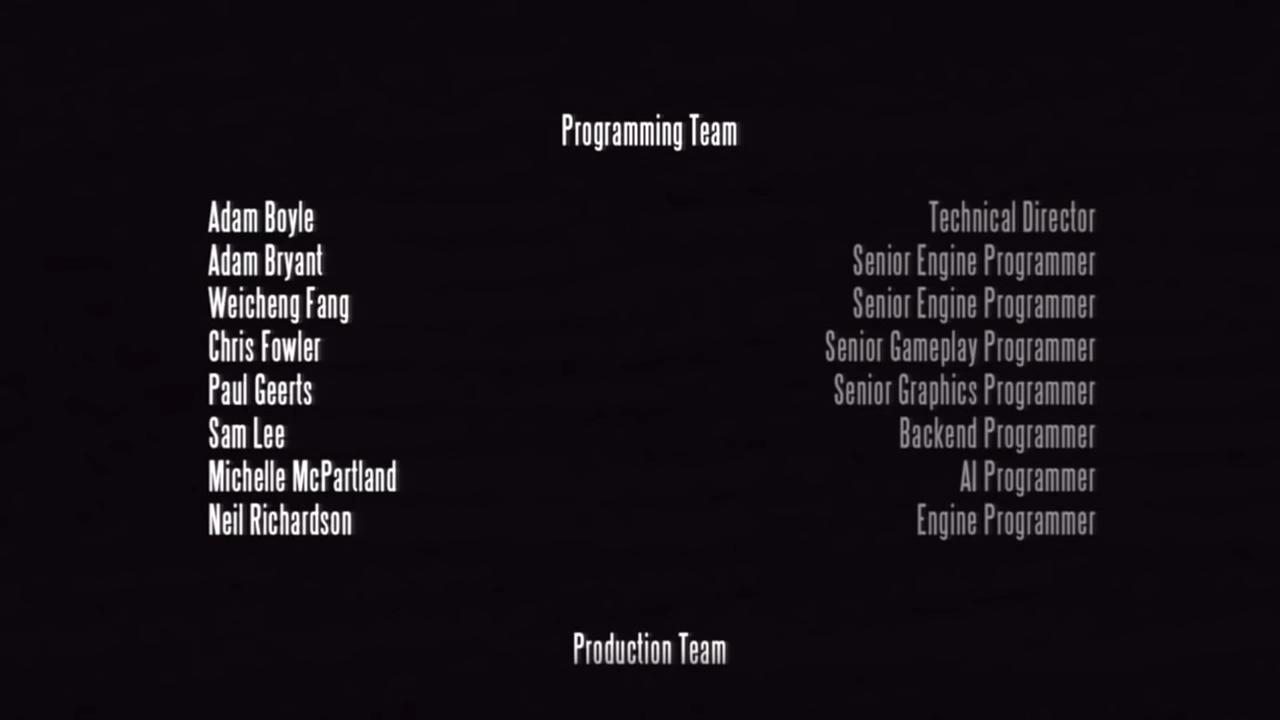 Programming Team
Adam Boyle Technical Director
Adam Bryant Senior Engine Programmer
Weicheng Fang Senior Engine Programmer
Chris Fowler Senior Gameplay Programmer
Paul Geerts Senior Graphics Programmer
Sam Lee Backend Programmer
Michelle McPartland AI Programmer
Neil Richardson Engine Programmer
Production Team